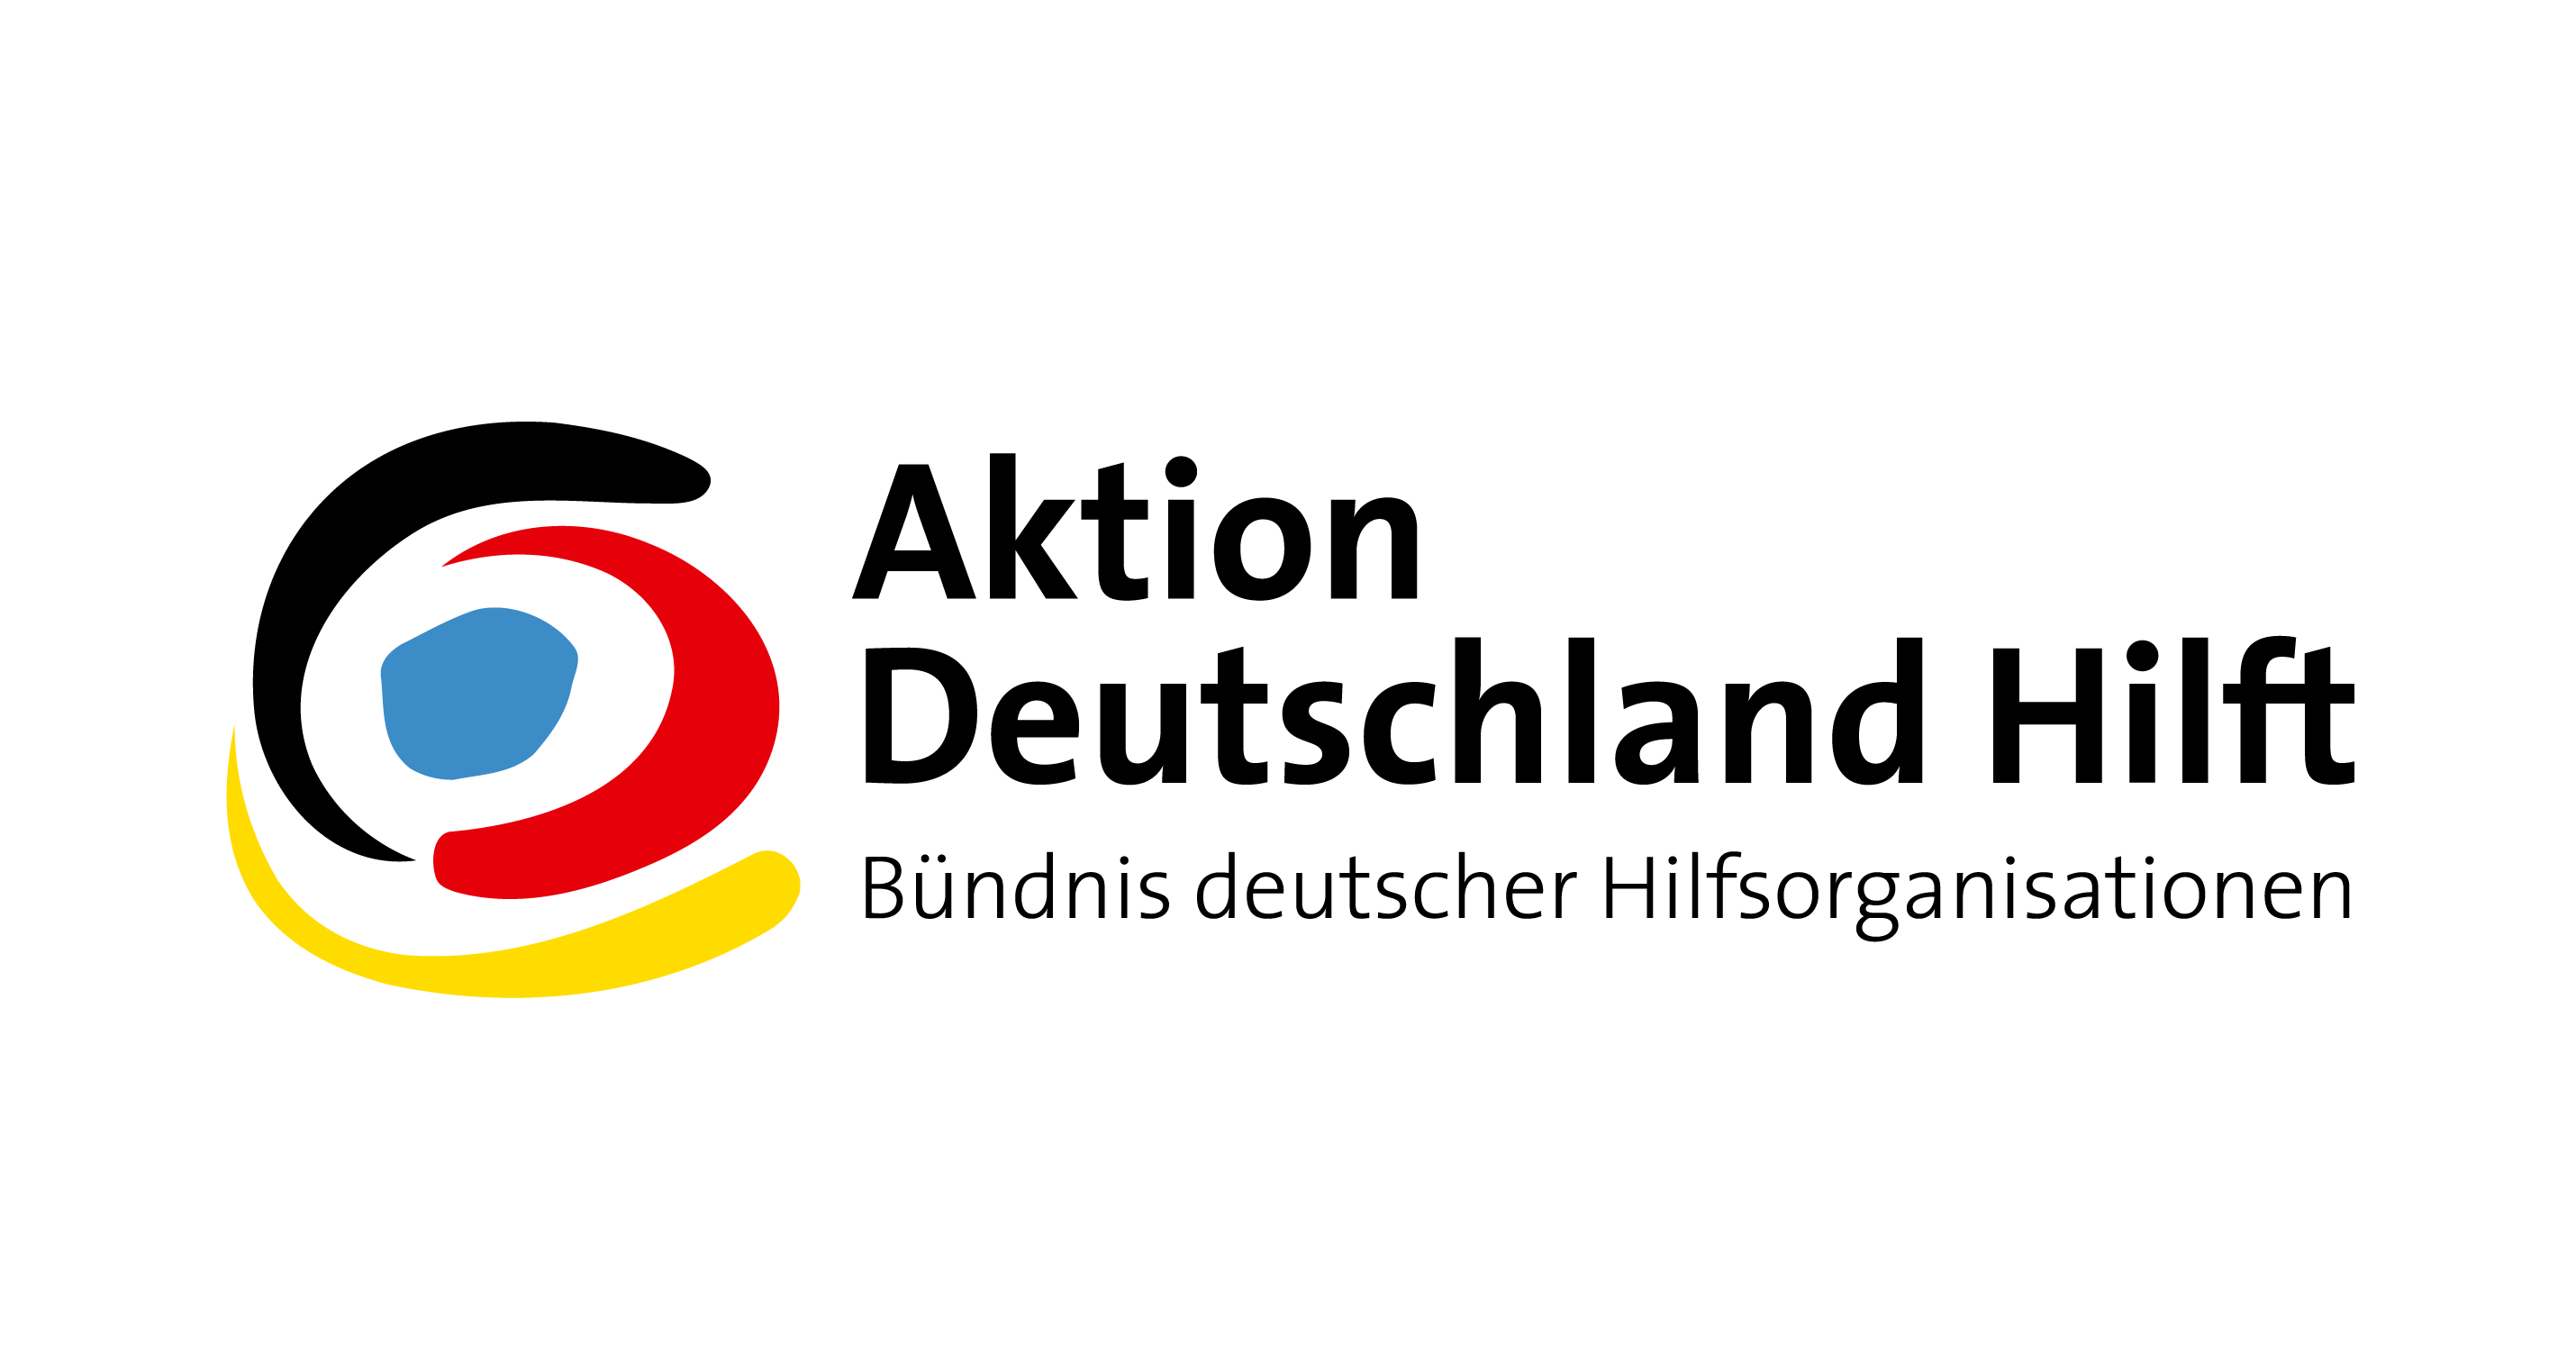 Aktion
Deutschland Hilft
Bündnis deutscher Hilfsorganisationen